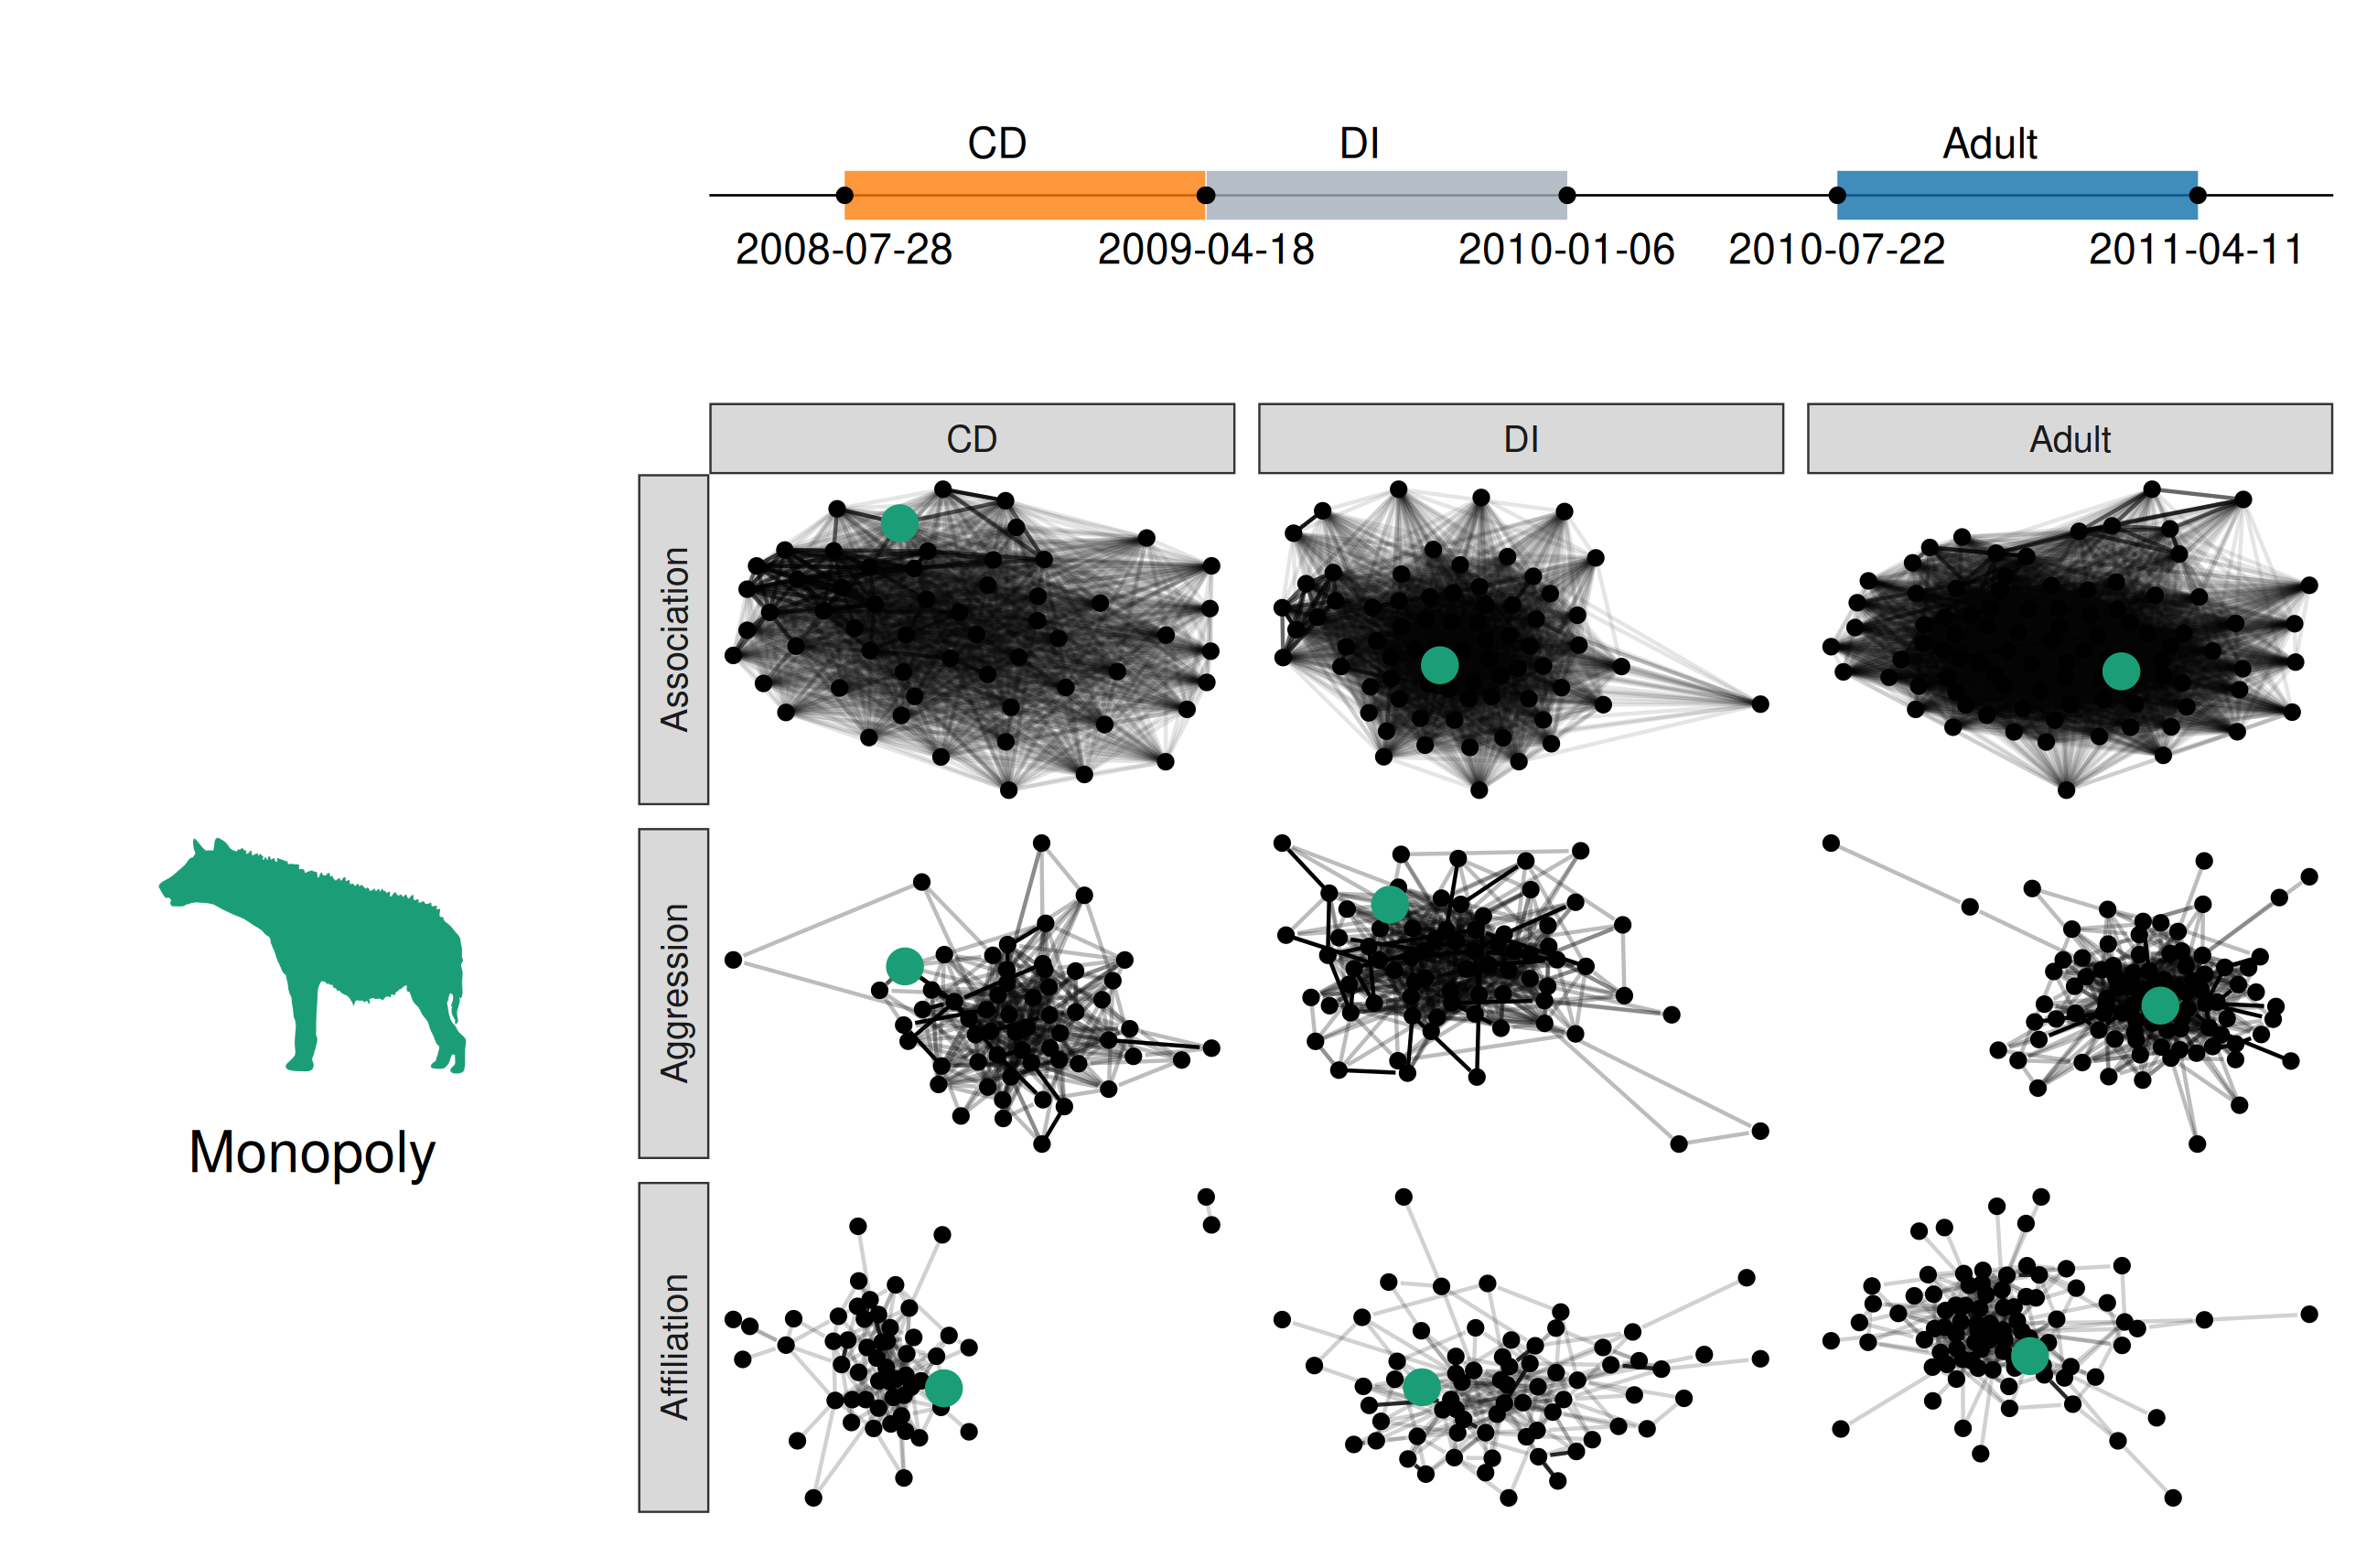 CD DI Adult
2008-07-28 2009-04-18 2010-01-06 2010-07-22 2011-04-11
CD DI Adult
Association
Aggression
Monopoly
Affiliation